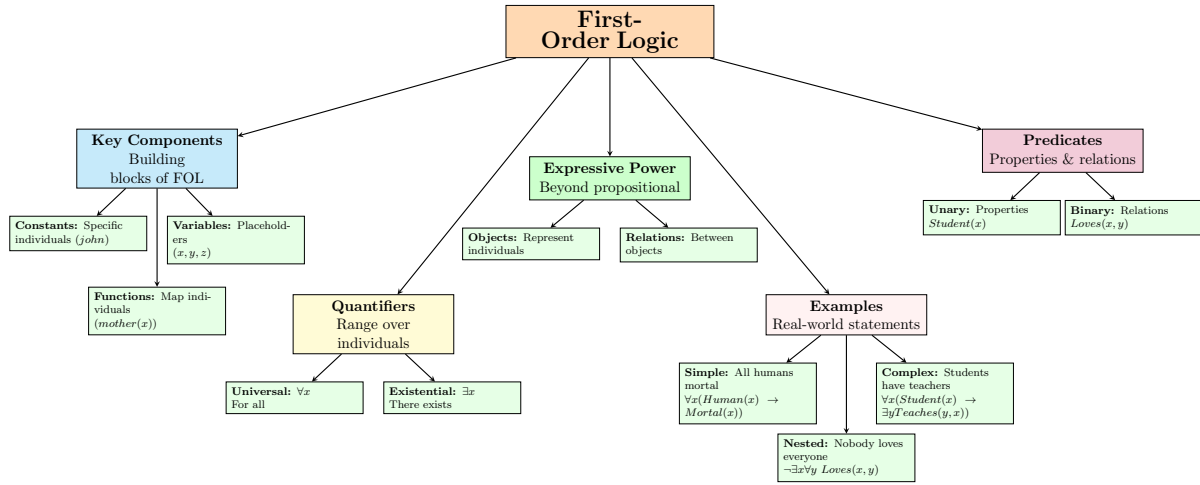 First-
Order Logic
Key Components
Building
blocks of FOL
Constants: Specific
individuals (john)
Variables: Placehold-
ers
(x, y, z)
Functions: Map indi-
viduals
(mother(x))
Quantifiers
Range over
individuals
Universal: ∀x
For all
Existential: ∃x
There exists
Expressive Power
Beyond propositional
Objects: Represent
individuals
Relations: Between
objects
Examples
Real-world statements
Simple: All humans
mortal
∀x(Human(x) →
Mortal(x))
Nested: Nobody loves
everyone
¬∃x∀y Loves(x, y)
Complex: Students
have teachers
∀x(Student(x) →
∃yTeaches(y, x))
Predicates
Properties & relations
Unary: Properties
Student(x)
Binary: Relations
Loves(x, y)